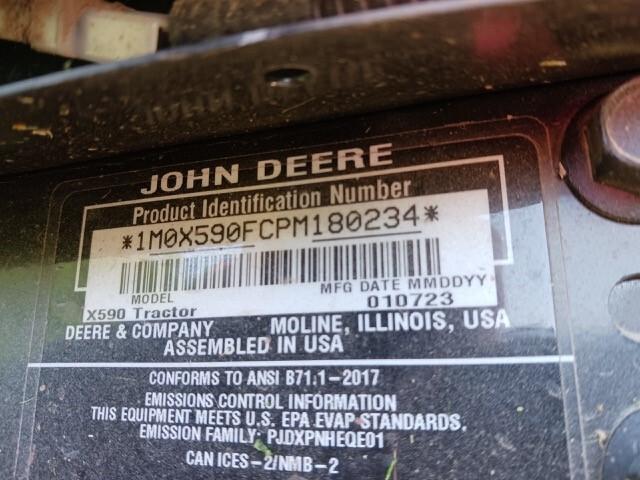 JOHN DEERE
Product Identification Number
*1M0X590FCPM180234*
MODEL MFG DATE MMDDYY
X590 Tractor 010723
DEERE & COMPANY MOLINE, ILLINOIS, USA
ASSEMBLED IN USA
CONFORMS TO ANSI B71.1-2017
EMISSIONS CONTROL INFORMATION
THIS EQUIPMENT MEETS U.S. EPA EVAP STANDARDS.
EMISSION FAMILY: PJDXPNHEQE01
CAN ICES-2/NMB-2